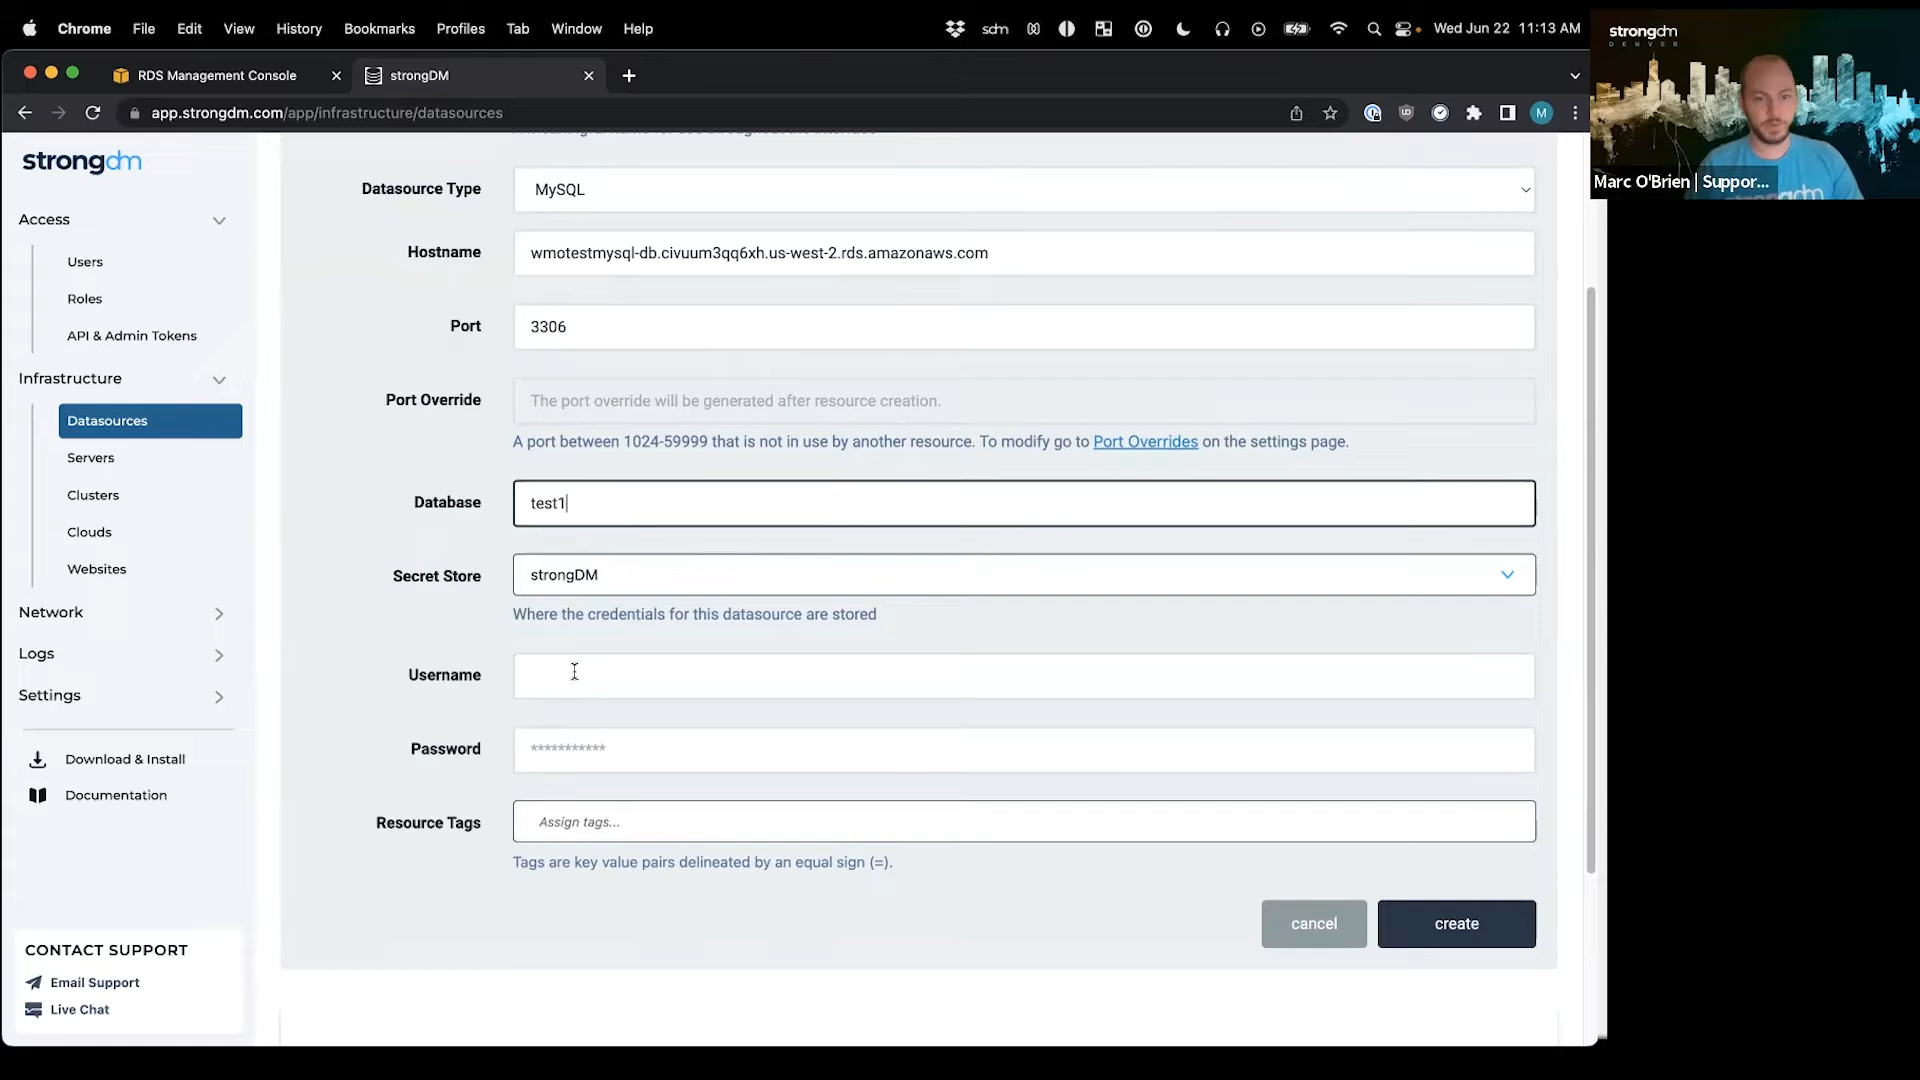 Chrome File Edit View History Bookmarks Profiles Tab Window Help
sdm
Wed Jun 22 11:13 AM
strongdm
DENVER
RDS Management Console
strongDM
app.strongdm.com/app/infrastructure/datasources
M
Marc O'Brien | Suppor...
strongdm
Datasource Type
MySQL
Access
Hostname
wmotestmysql-db.civuum3qq6xh.us-west-2.rds.amazonaws.com
Users
Roles
Port
3306
API & Admin Tokens
Infrastructure
Port Override
The port override will be generated after resource creation.
Datasources
A port between 1024-59999 that is not in use by another resource. To modify go to Port Overrides on the settings page.
Servers
Clusters
Database
test1
Clouds
Websites
Secret Store
strongDM
Where the credentials for this datasource are stored
Network
Logs
Username
Settings
Password
***********
Download & Install
Documentation
Resource Tags
Assign tags...
Tags are key value pairs delineated by an equal sign (=).
cancel
create
CONTACT SUPPORT
Email Support
Live Chat